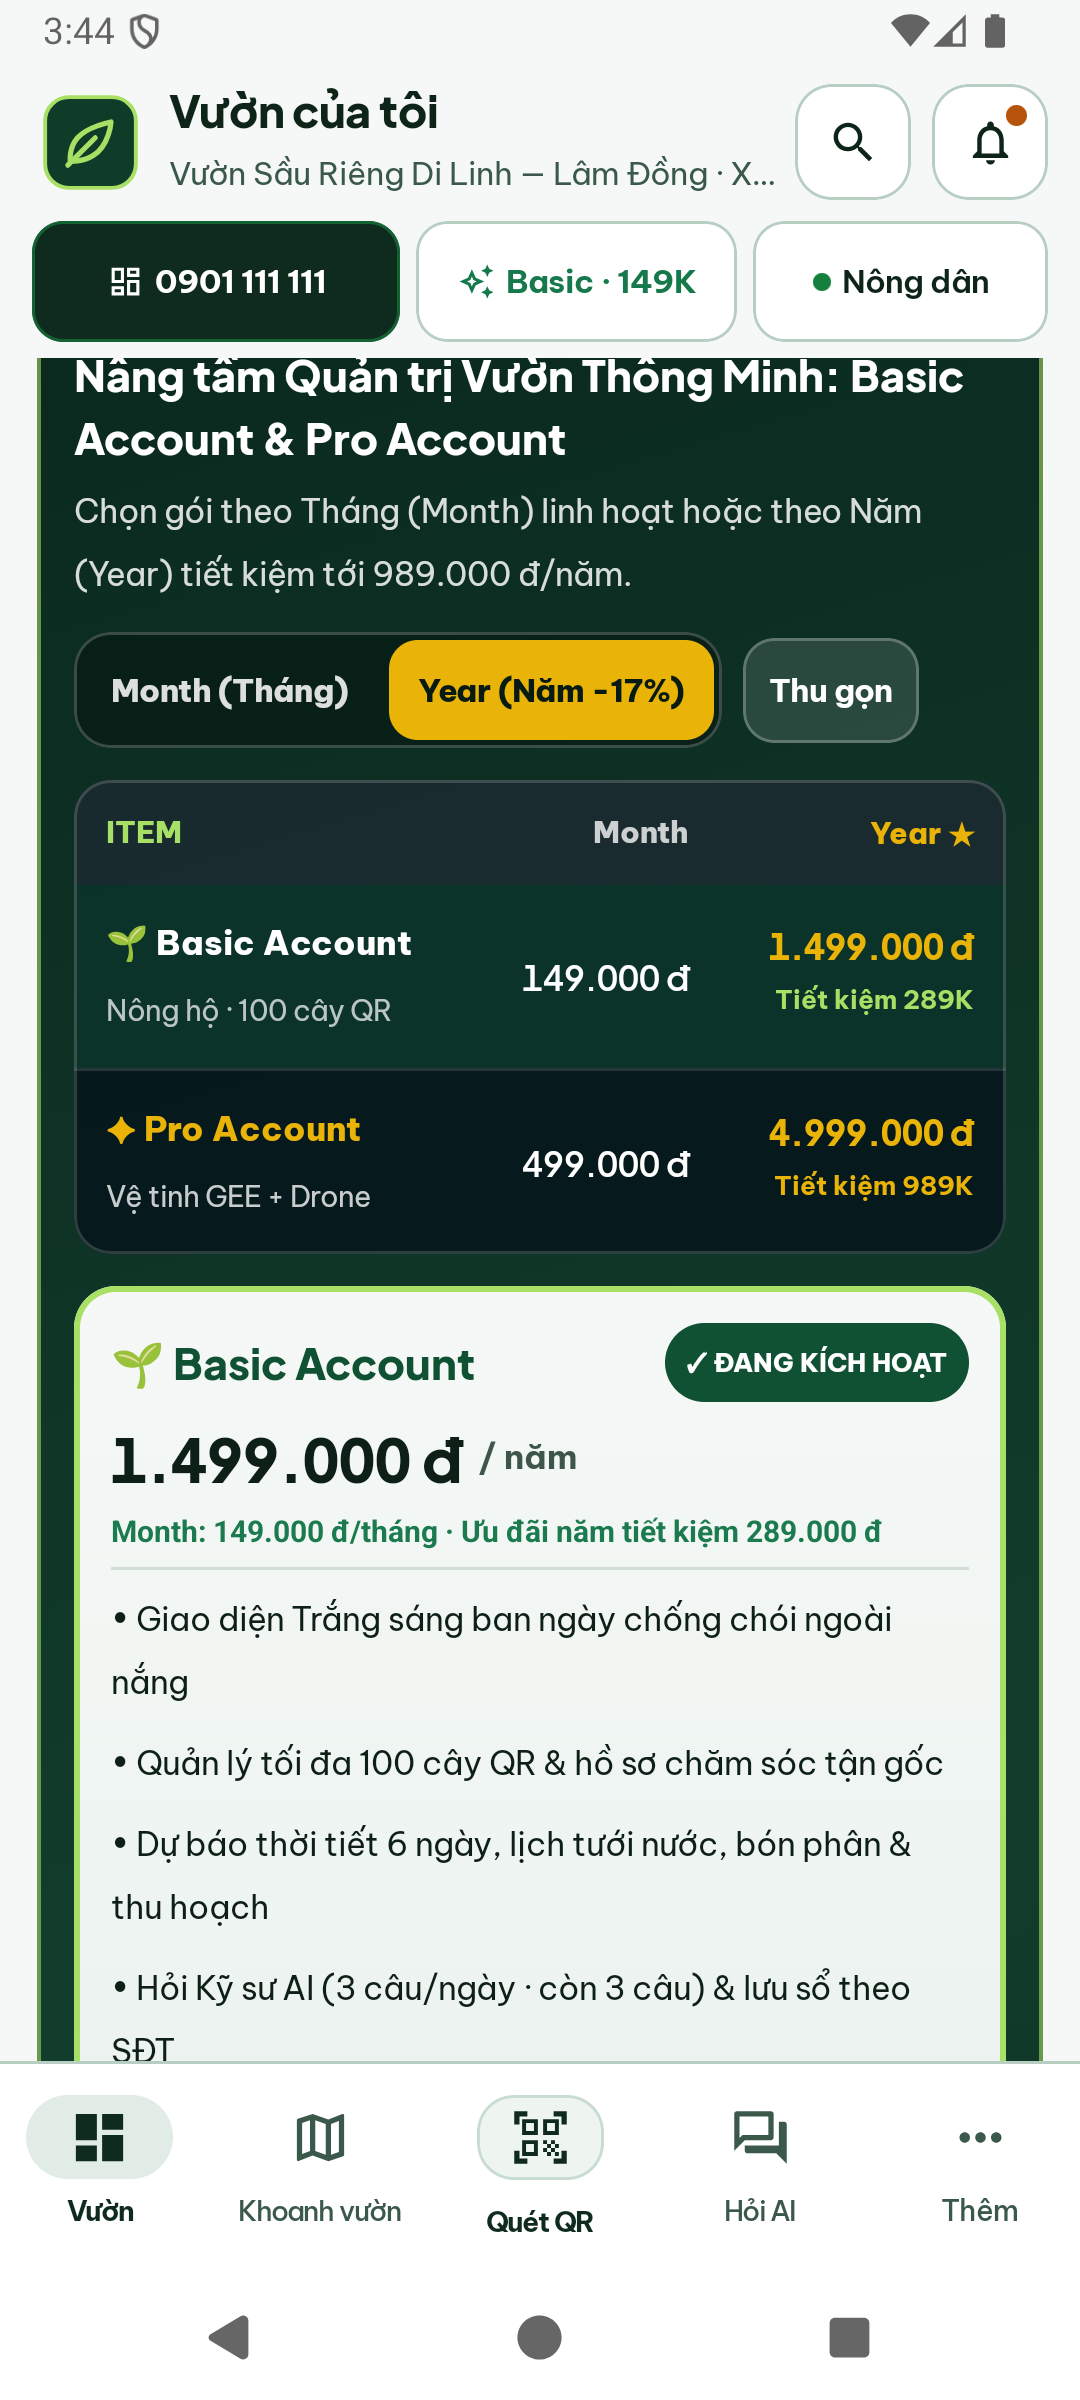 3:44
Vườn của tôi
Vườn Sầu Riêng Di Linh — Lâm Đồng · X...
0901 111 111
Basic · 149K
Nông dân
Nâng tầm Quản trị Vườn Thông Minh: Basic
Account & Pro Account
Chọn gói theo Tháng (Month) linh hoạt hoặc theo Năm
(Year) tiết kiệm tới 989.000 đ/năm.
Month (Tháng)
Year (Năm -17%)
Thu gọn
ITEM Month Year ★
🌱 Basic Account
Nông hộ · 100 cây QR
149.000 đ
1.499.000 đ
Tiết kiệm 289K
✦ Pro Account
Vệ tinh GEE + Drone
499.000 đ
4.999.000 đ
Tiết kiệm 989K
🌱 Basic Account
✓ ĐANG KÍCH HOẠT
1.499.000 đ / năm
Month: 149.000 đ/tháng · Ưu đãi năm tiết kiệm 289.000 đ
• Giao diện Trắng sáng ban ngày chống chói ngoài
nắng
• Quản lý tối đa 100 cây QR & hồ sơ chăm sóc tận gốc
• Dự báo thời tiết 6 ngày, lịch tưới nước, bón phân &
thu hoạch
• Hỏi Kỹ sư AI (3 câu/ngày · còn 3 câu) & lưu sổ theo
SĐT
Vườn
Khoanh vườn
Quét QR
Hỏi AI
Thêm